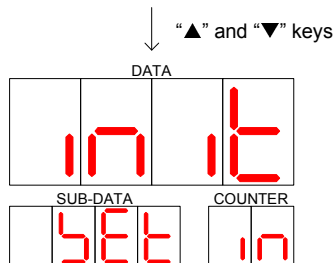 “▲” and “▼” keys
DATA
init
SUB-DATA COUNTER
SEt in